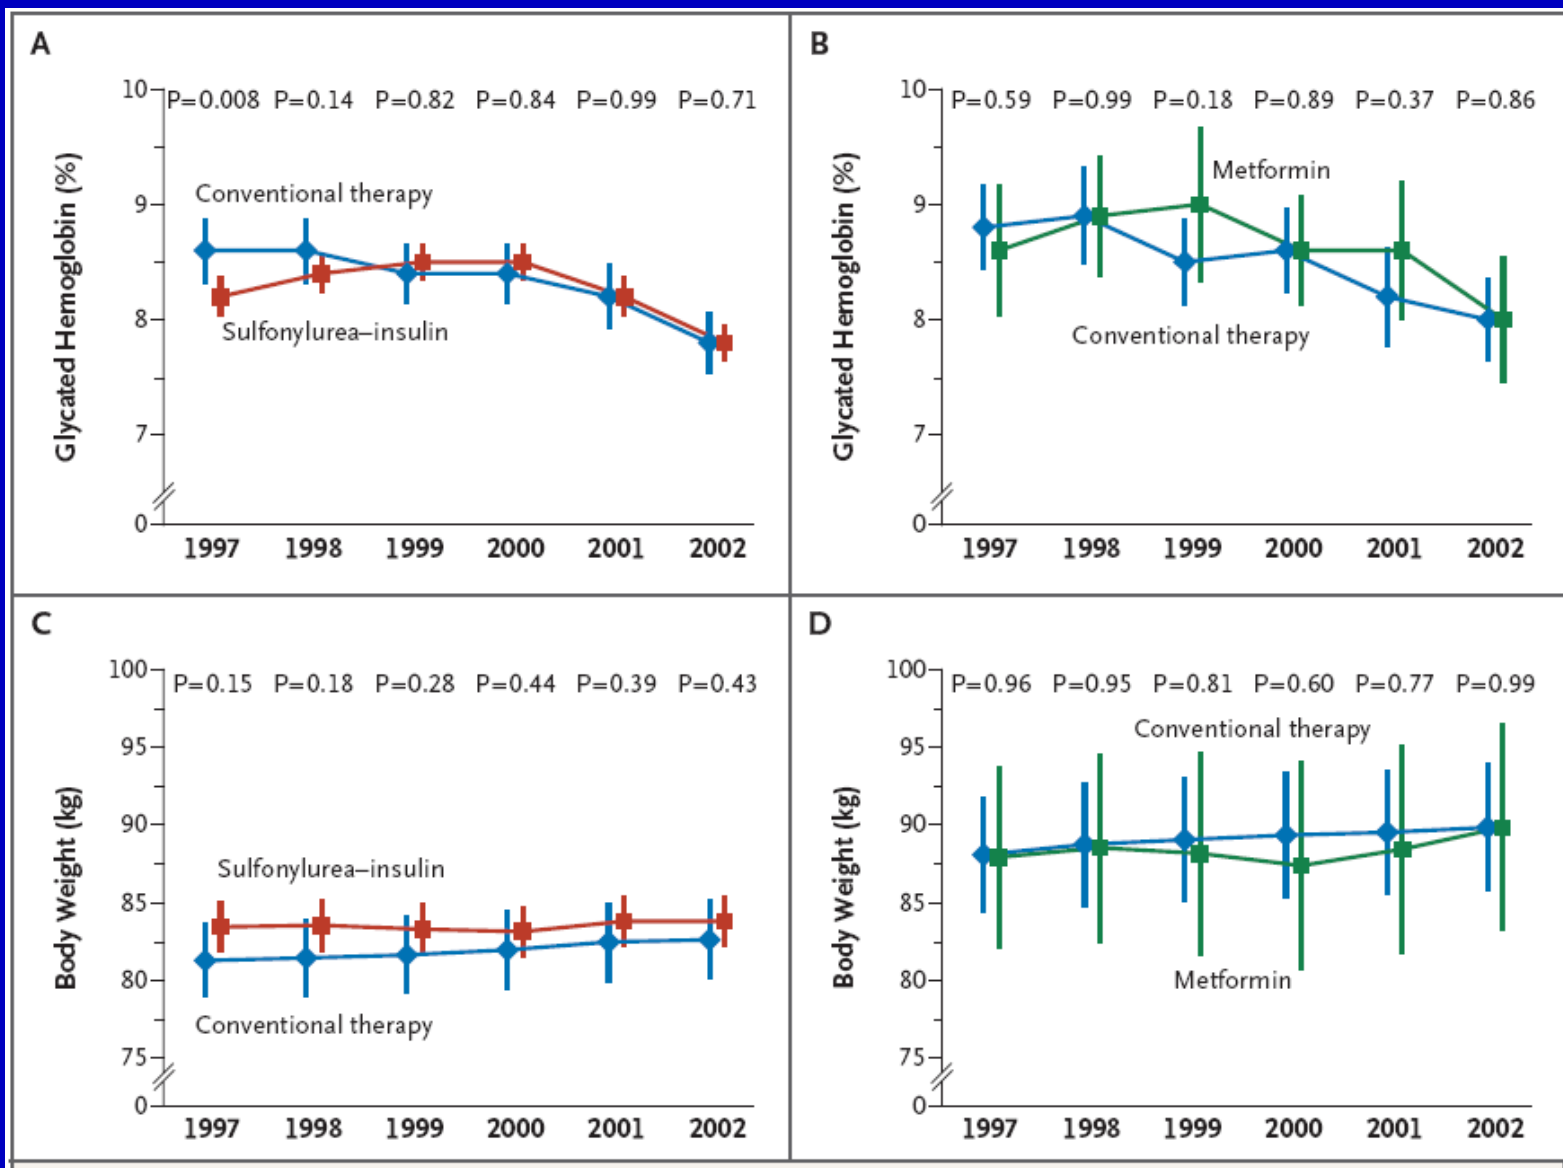 A
10 P=0.008 P=0.14 P=0.82 P=0.84 P=0.99 P=0.71
Conventional therapy
9
Sulfonylurea–insulin
8
7
0
Glycated Hemoglobin (%)
1997 1998 1999 2000 2001 2002
B
10 P=0.59 P=0.99 P=0.18 P=0.89 P=0.37 P=0.86
Metformin
9
8
Conventional therapy
7
0
Glycated Hemoglobin (%)
1997 1998 1999 2000 2001 2002
C
100 P=0.15 P=0.18 P=0.28 P=0.44 P=0.39 P=0.43
95
90
Sulfonylurea–insulin
85
80
Conventional therapy
75
0
Body Weight (kg)
1997 1998 1999 2000 2001 2002
D
100 P=0.96 P=0.95 P=0.81 P=0.60 P=0.77 P=0.99
Conventional therapy
95
90
85
80 Metformin
75
0
Body Weight (kg)
1997 1998 1999 2000 2001 2002